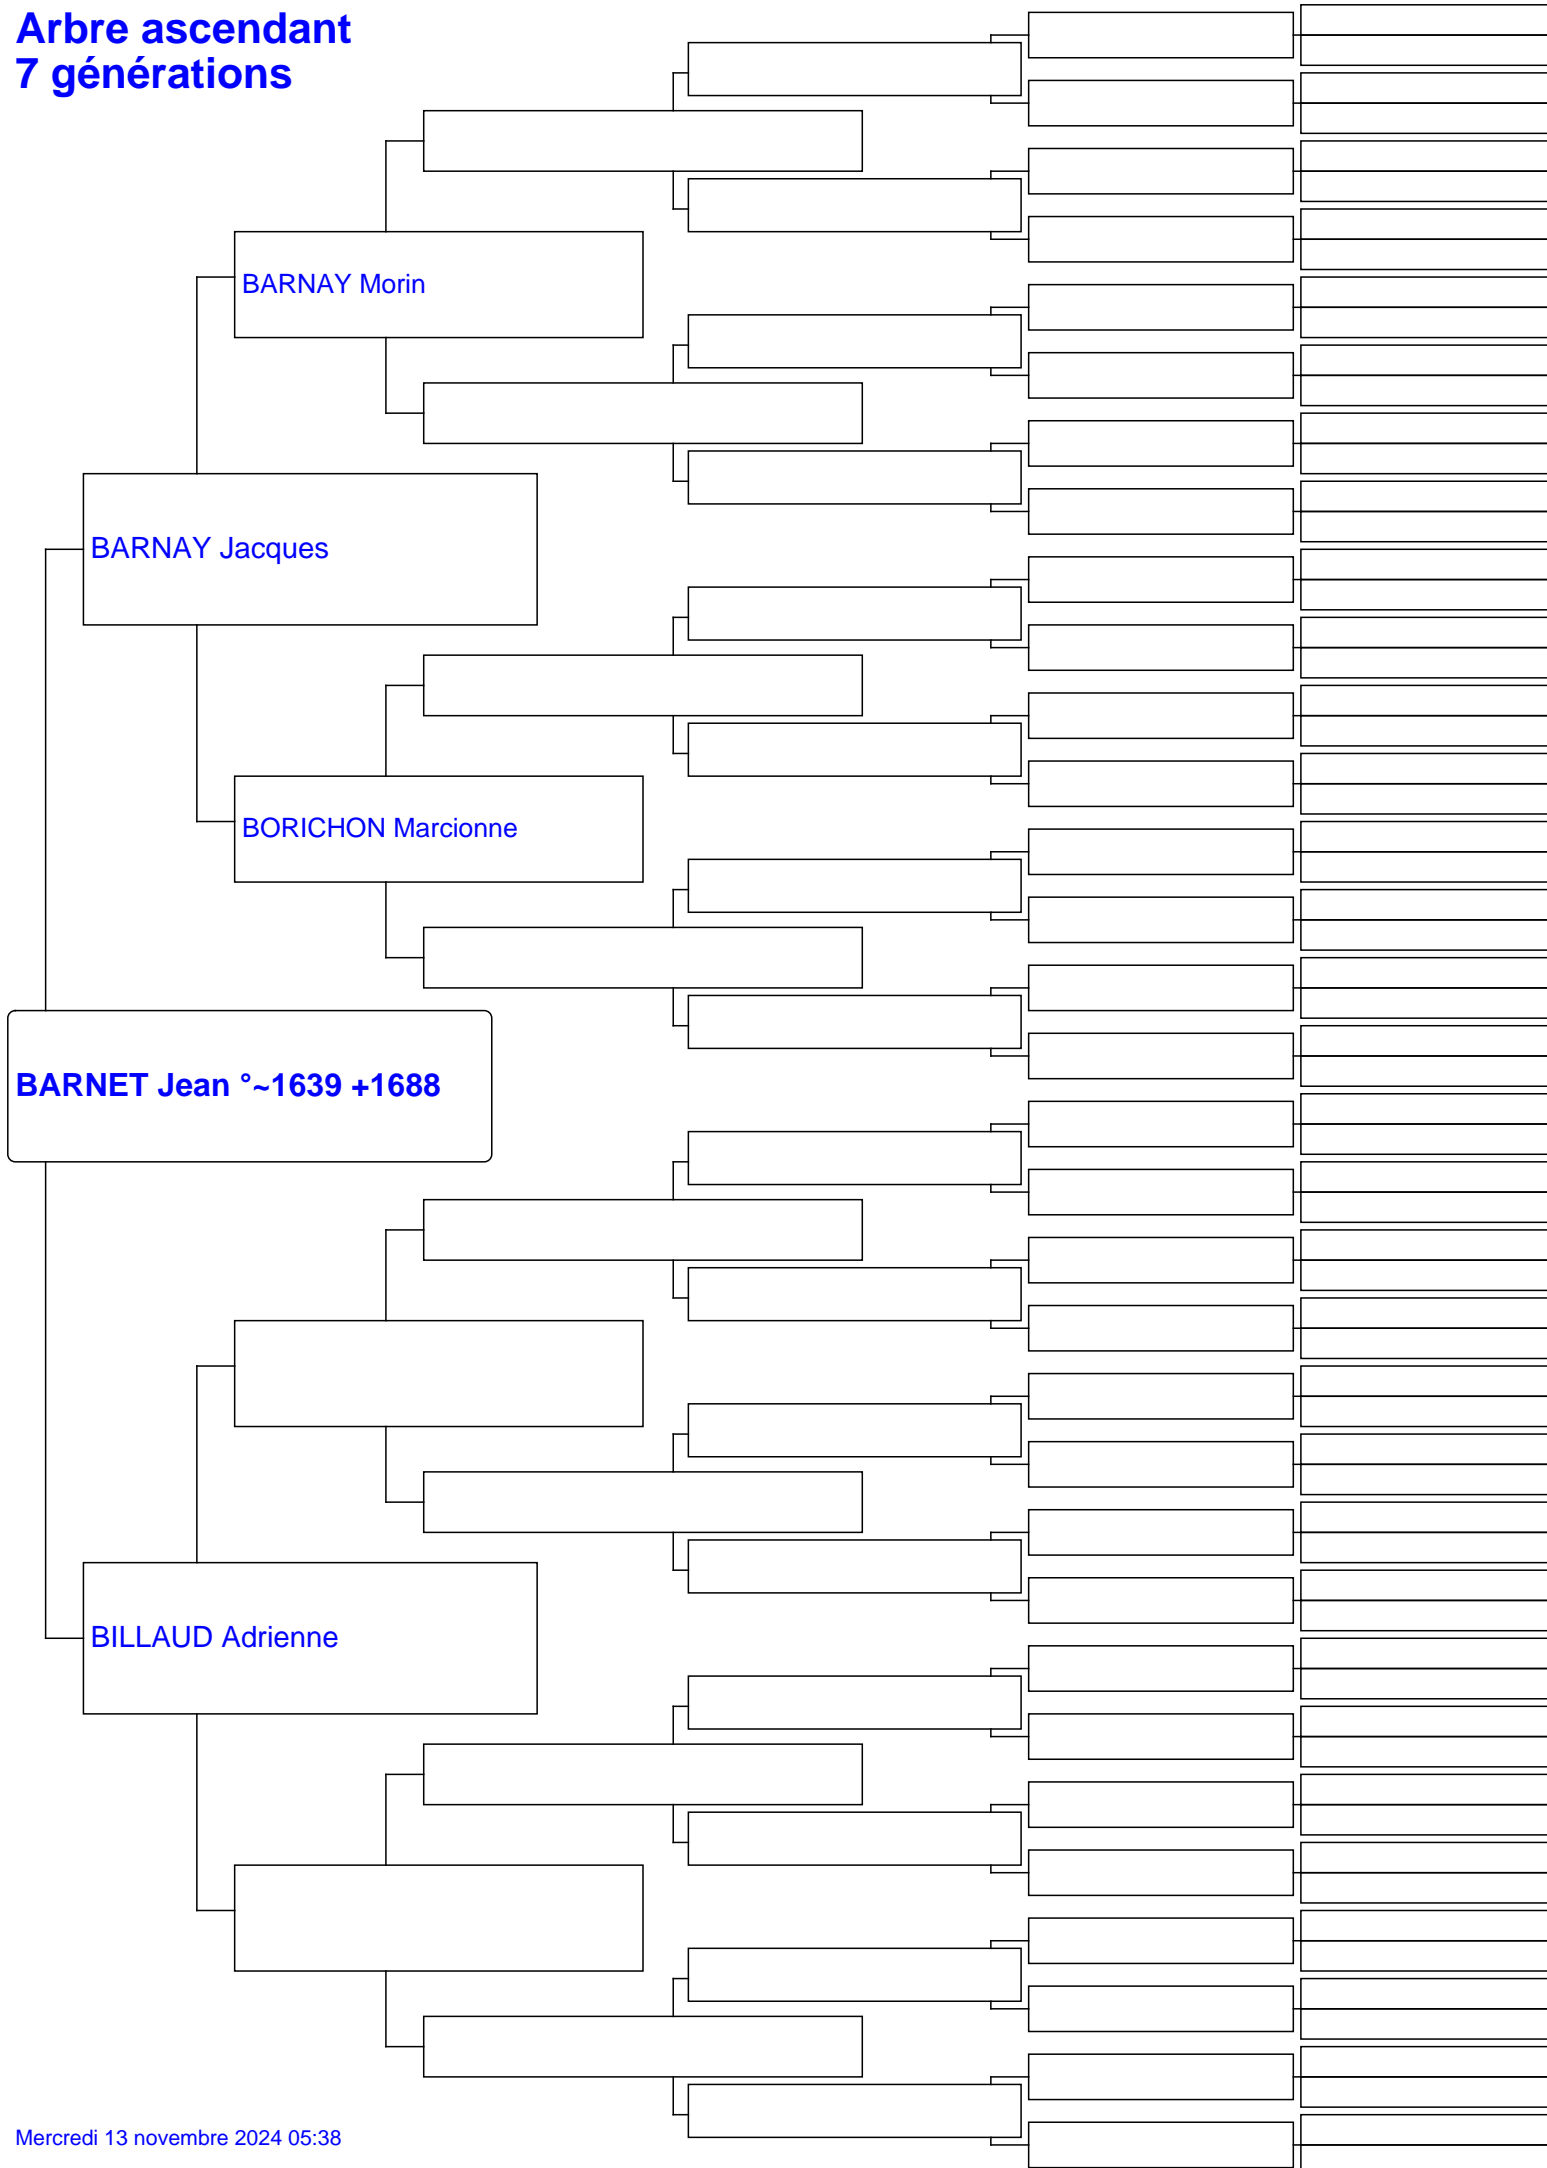 Arbre ascendant
7 générations
BARNAY Morin
BARNAY Jacques
BORICHON Marcionne
BARNET Jean °~1639 +1688
BILLAUD Adrienne
Mercredi 13 novembre 2024 05:38